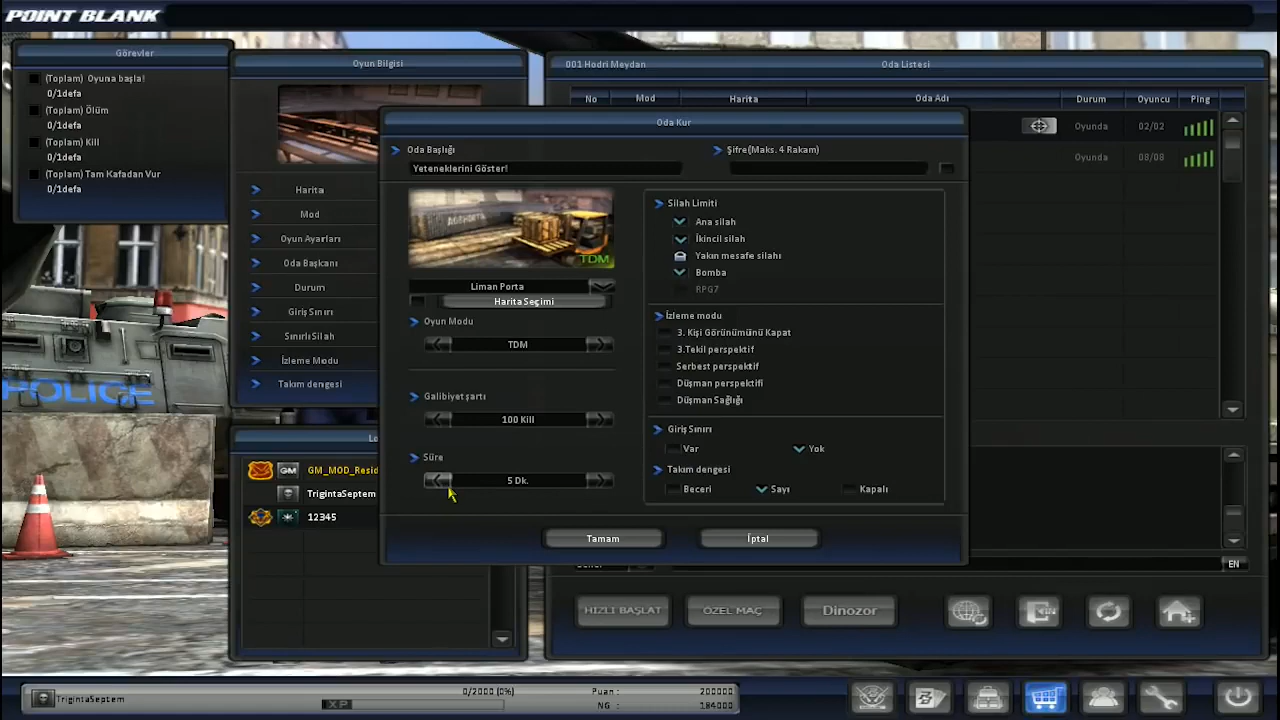 POINT BLANK
Görevler
(Toplam) Oyuna başla!
0/1defa
(Toplam) Ölüm
0/1defa
(Toplam) Kill
0/1defa
(Toplam) Tam Kafadan Vur
0/1defa
Oyun Bilgisi
Harita
Mod
Oyun Ayarları
Oda Başkanı
Durum
Giriş Sınırı
Sınırlı Silah
İzleme Modu
Takım dengesi
001 Hodri Meydan
Oda Listesi
No Mod Harita Oda Adı Durum Oyuncu Ping
Oyunda 02/02
Oyunda 08/08
Oda Kur
Oda Başlığı
Yeteneklerini Göster!
Şifre(Maks. 4 Rakam)
TDM
Liman Porta
Harita Seçimi
Oyun Modu
TDM
Galibiyet şartı
100 Kill
Süre
5 Dk.
Silah Limiti
Ana silah
İkincil silah
Yakın mesafe silahı
Bomba
RPG7
İzleme modu
3. Kişi Görünümünü Kapat
3.Tekil perspektif
Serbest perspektif
Düşman perspektifi
Düşman Sağlığı
Giriş Sınırı
Var Yok
Takım dengesi
Beceri Sayı Kapalı
Tamam İptal
GM GM_MOD_Resid
TrigintaSeptem
12345
EN
HIZLI BAŞLAT ÖZEL MAÇ Dinozor
POLICE
TrigintaSeptem
0/2000 (0%)
XP
Puan : 200000
NG : 184000